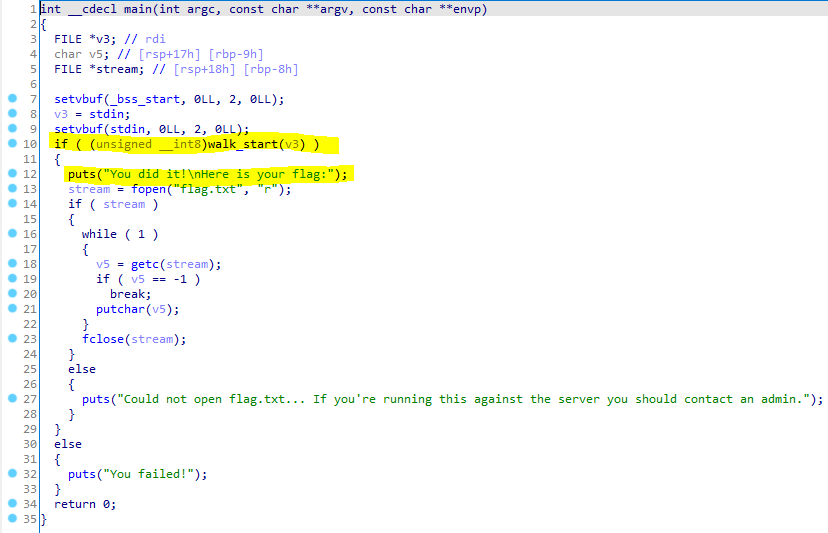 1 int __cdecl main(int argc, const char **argv, const char **envp)
2 {
3 FILE *v3; // rdi
4 char v5; // [rsp+17h] [rbp-9h]
5 FILE *stream; // [rsp+18h] [rbp-8h]
6
7 setvbuf(_bss_start, 0LL, 2, 0LL);
8 v3 = stdin;
9 setvbuf(stdin, 0LL, 2, 0LL);
10 if ( (unsigned __int8)walk_start(v3) )
11 {
12 puts("You did it!\nHere is your flag:");
13 stream = fopen("flag.txt", "r");
14 if ( stream )
15 {
16 while ( 1 )
17 {
18 v5 = getc(stream);
19 if ( v5 == -1 )
20 break;
21 putchar(v5);
22 }
23 fclose(stream);
24 }
25 else
26 {
27 puts("Could not open flag.txt... If you're running this against the server you should contact an admin.");
28 }
29 }
30 else
31 {
32 puts("You failed!");
33 }
34 return 0;
35 }